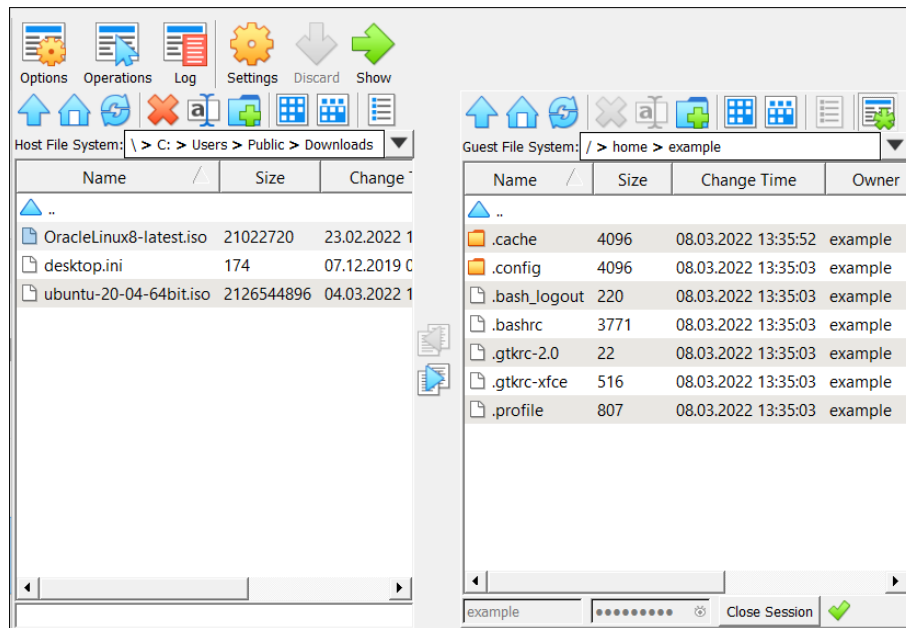 Options Operations Log Settings Discard Show
Host File System: \ > C: > Users > Public > Downloads
Name Size Change T
..
OracleLinux8-latest.iso 21022720 23.02.2022 1
desktop.ini 174 07.12.2019 0
ubuntu-20-04-64bit.iso 2126544896 04.03.2022 1
Guest File System: / > home > example
Name Size Change Time Owner
..
.cache 4096 08.03.2022 13:35:52 example
.config 4096 08.03.2022 13:35:03 example
.bash_logout 220 08.03.2022 13:35:03 example
.bashrc 3771 08.03.2022 13:35:03 example
.gtkrc-2.0 22 08.03.2022 13:35:03 example
.gtkrc-xfce 516 08.03.2022 13:35:03 example
.profile 807 08.03.2022 13:35:03 example
example ●●●●●●●●● Close Session